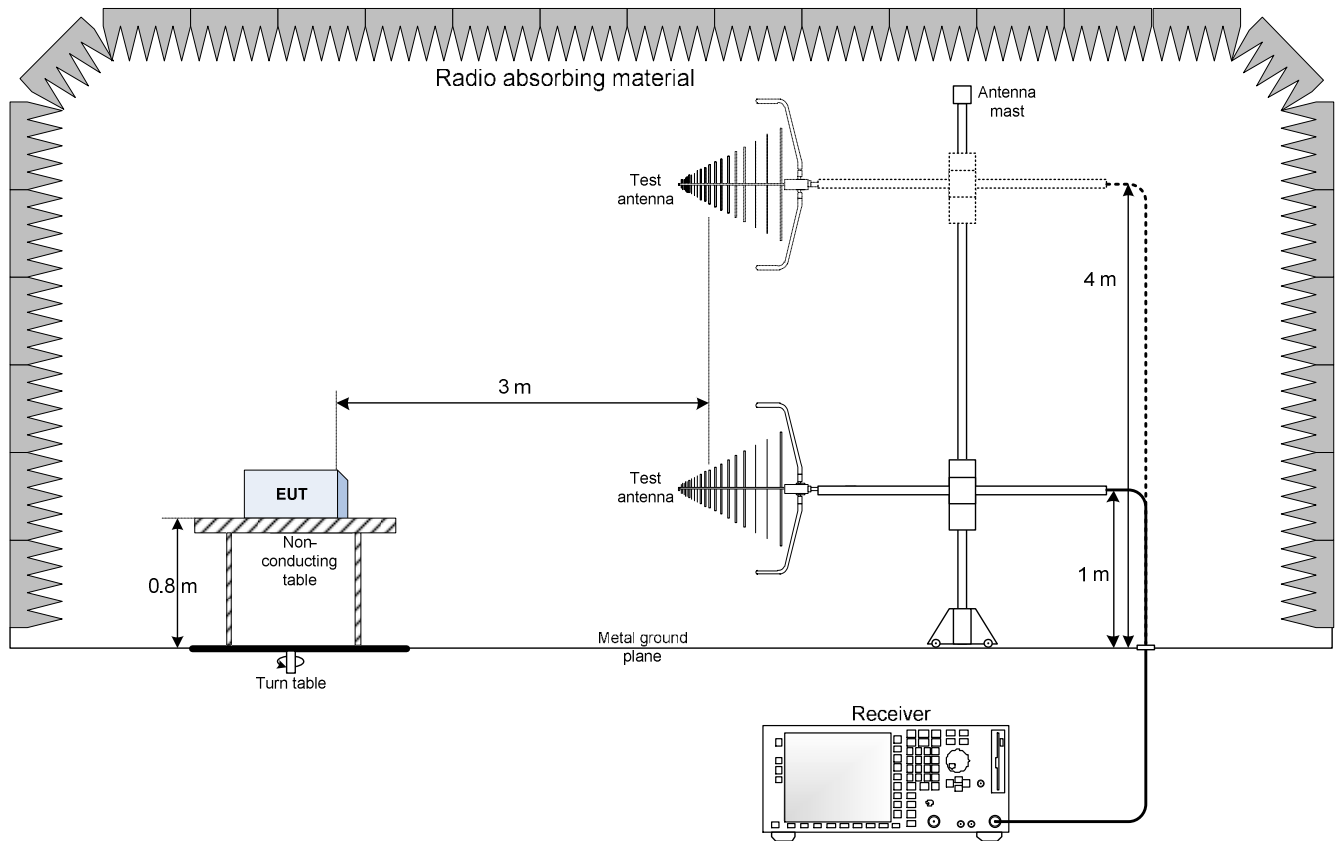 Radio absorbing material
Antenna
mast
Test
antenna
4 m
3 m
Test
antenna
EUT
Non-
conducting
table
0.8 m
1 m
Metal ground
plane
Turn table
Receiver